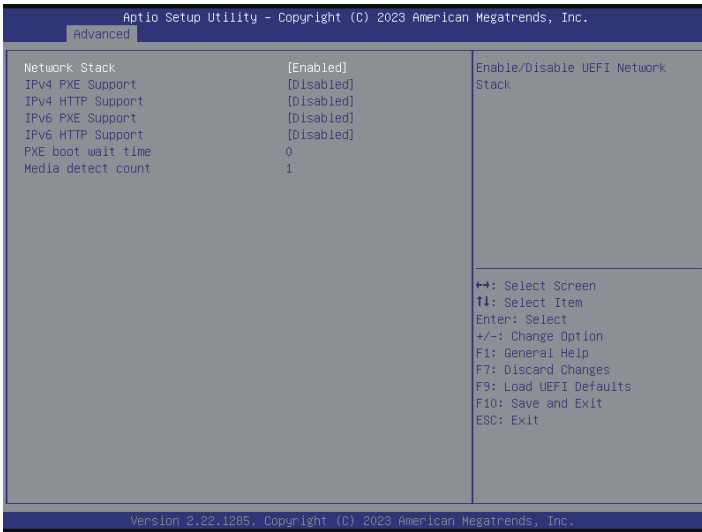 Aptio Setup Utility – Copyright (C) 2023 American Megatrends, Inc.
Advanced
Network Stack [Enabled]
IPv4 PXE Support [Disabled]
IPv4 HTTP Support [Disabled]
IPv6 PXE Support [Disabled]
IPv6 HTTP Support [Disabled]
PXE boot wait time 0
Media detect count 1
Enable/Disable UEFI Network
Stack
↔: Select Screen
↑↓: Select Item
Enter: Select
+/-: Change Option
F1: General Help
F7: Discard Changes
F9: Load UEFI Defaults
F10: Save and Exit
ESC: Exit
Version 2.22.1285. Copyright (C) 2023 American Megatrends, Inc.